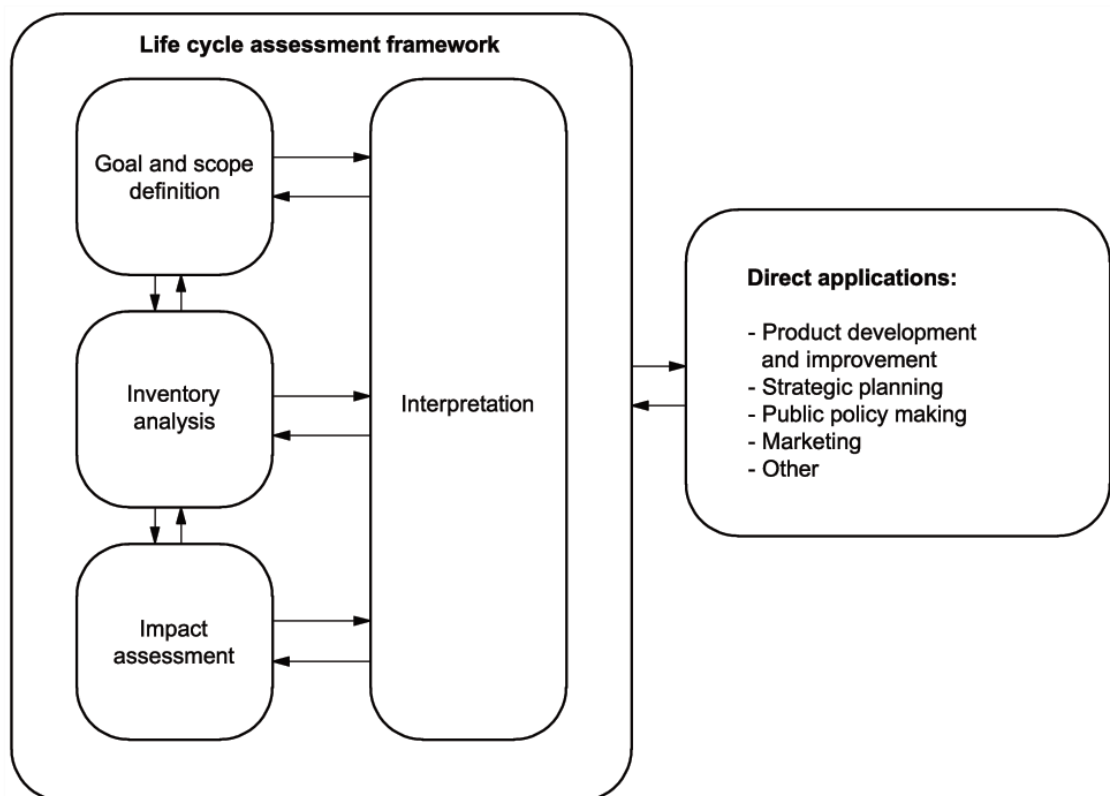 Life cycle assessment framework
Goal and scope
definition
Inventory
analysis
Impact
assessment
Interpretation
Direct applications:
- Product development
and improvement
- Strategic planning
- Public policy making
- Marketing
- Other